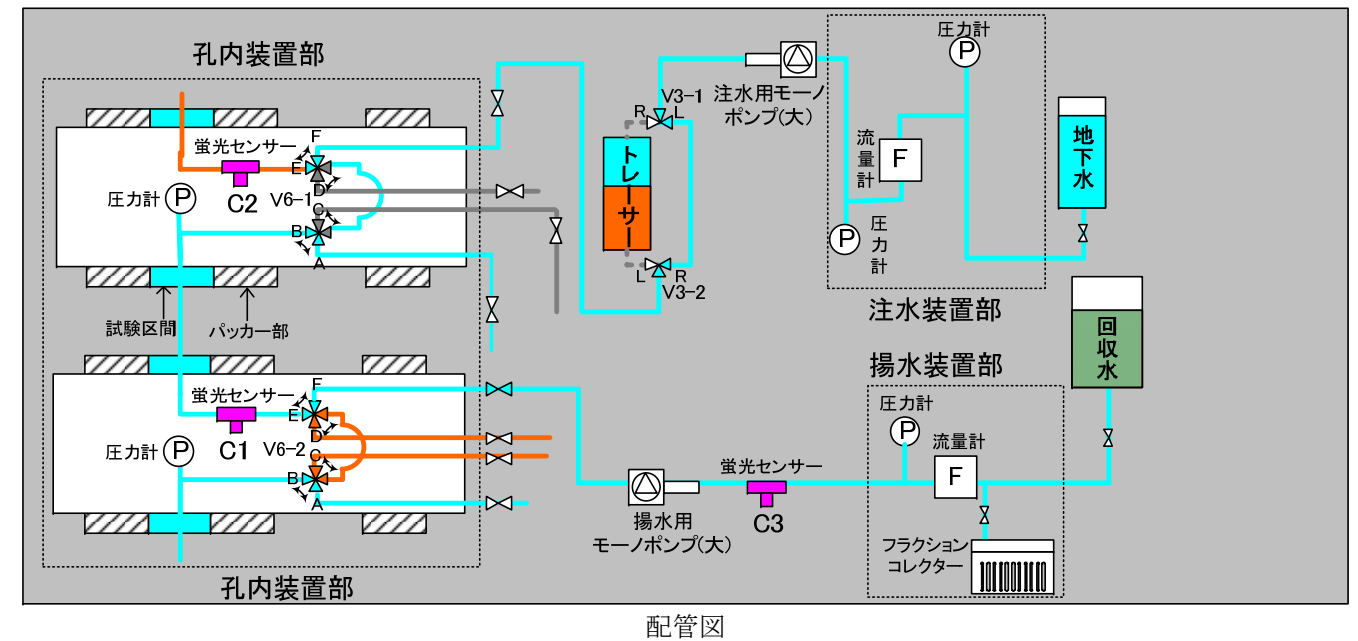 孔内装置部
蛍光センサー
圧力計
P
C2
V6-1
F
E
D
C
B
A
試験区間
パッカー部
蛍光センサー
圧力計
P
C1
V6-2
F
E
D
C
B
A
孔内装置部
トレーサー
R
V3-1
L
L
R
V3-2
注水用モーノ
ポンプ(大)
圧力計
P
流量計
F
P
圧力計
地下水
注水装置部
回収水
揚水装置部
圧力計
P
流量計
F
蛍光センサー
C3
揚水用
モーノポンプ(大)
フラクション
コレクター
配管図